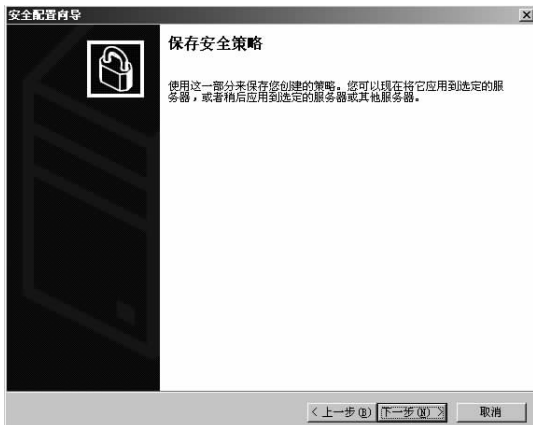 安全配置向导
保存安全策略
使用这一部分来保存您创建的策略。您可以现在将它应用到选定的服
务器，或者稍后应用到选定的服务器或其他服务器。
< 上一步(B) 下一步(N) > 取消